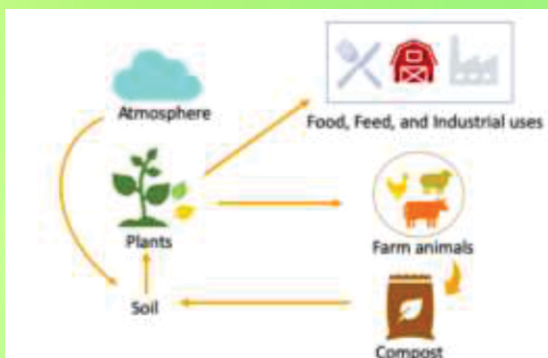 Atmosphere
Food, Feed, and Industrial uses
Plants
Farm animals
Soil
Compost